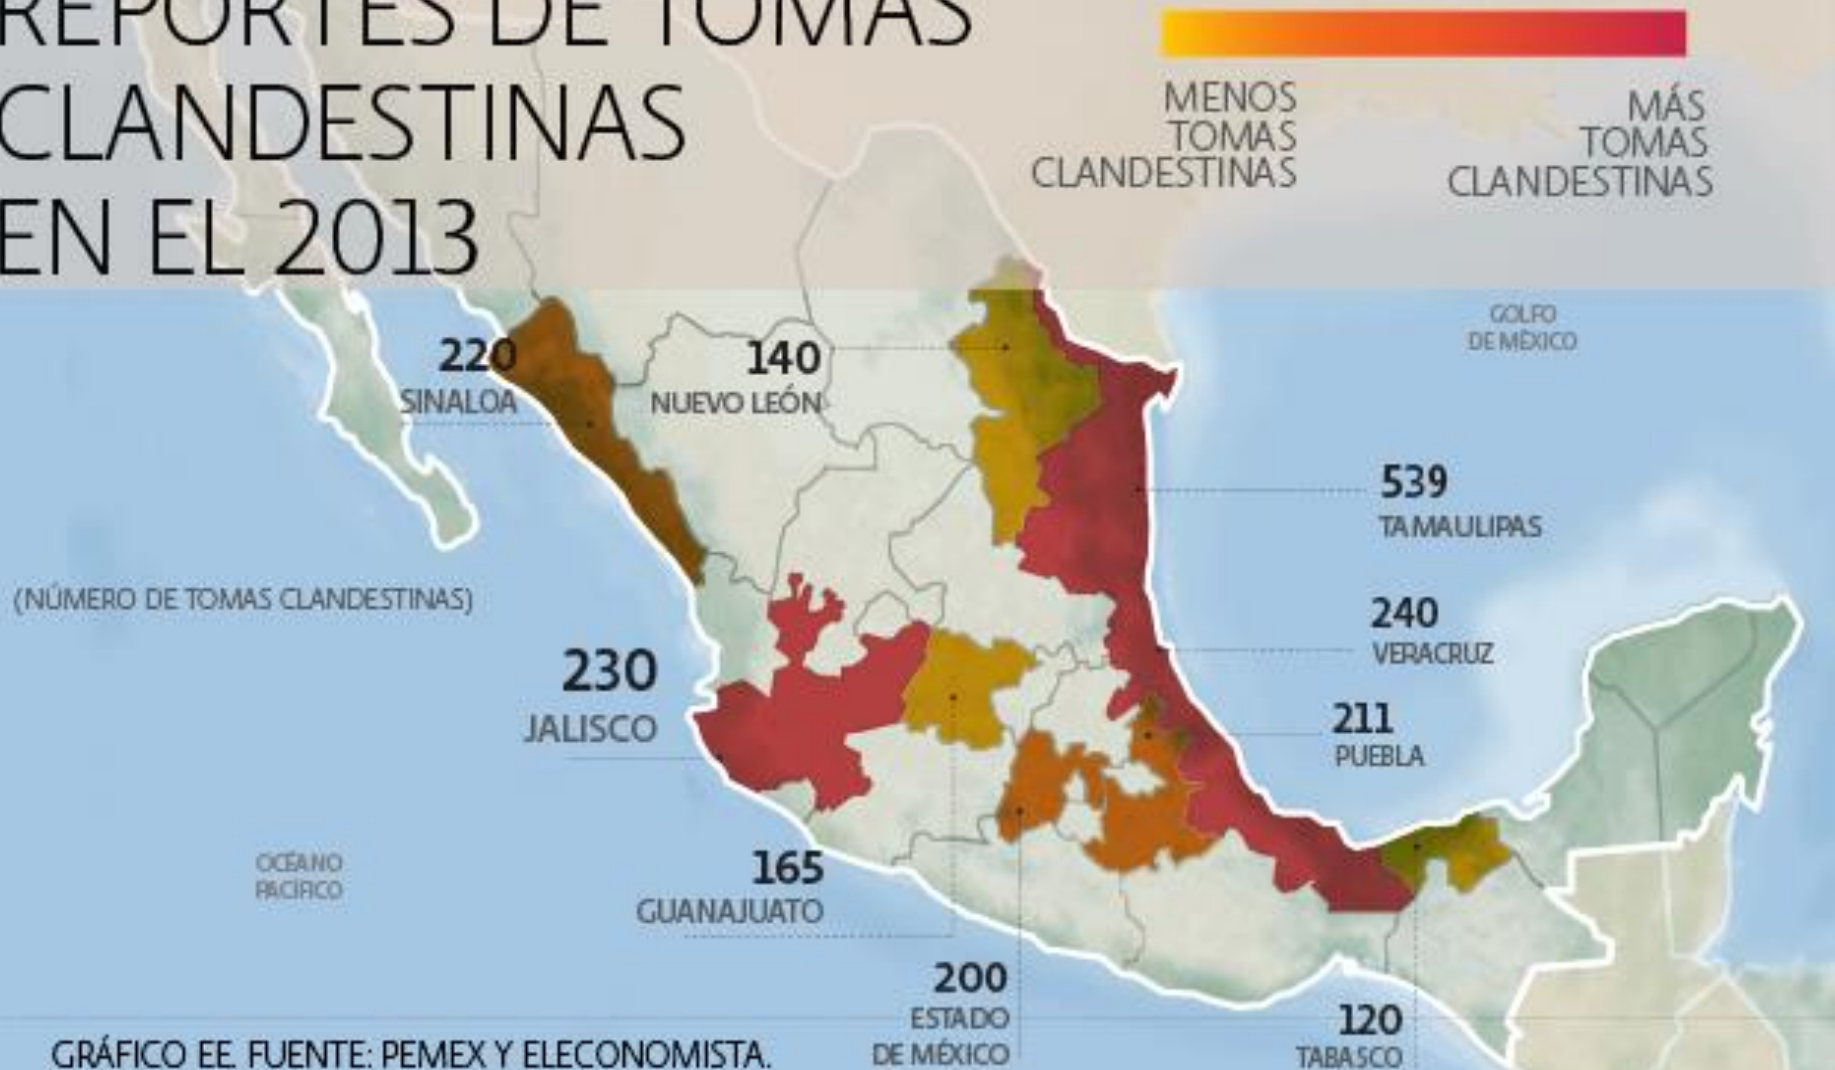 REPORTES DE TOMAS
CLANDESTINAS
EN EL 2013
MENOS
TOMAS
CLANDESTINAS
MÁS
TOMAS
CLANDESTINAS
GOLFO
DE MÉXICO
220
SINALOA
140
NUEVO LEÓN
539
TAMAULIPAS
(NÚMERO DE TOMAS CLANDESTINAS)
240
VERACRUZ
230
JALISCO
211
PUEBLA
OCÉANO
PACÍFICO
165
GUANAJUATO
200
ESTADO
DE MÉXICO
120
TABASCO
GRÁFICO EE. FUENTE: PEMEX Y ELECONOMISTA.